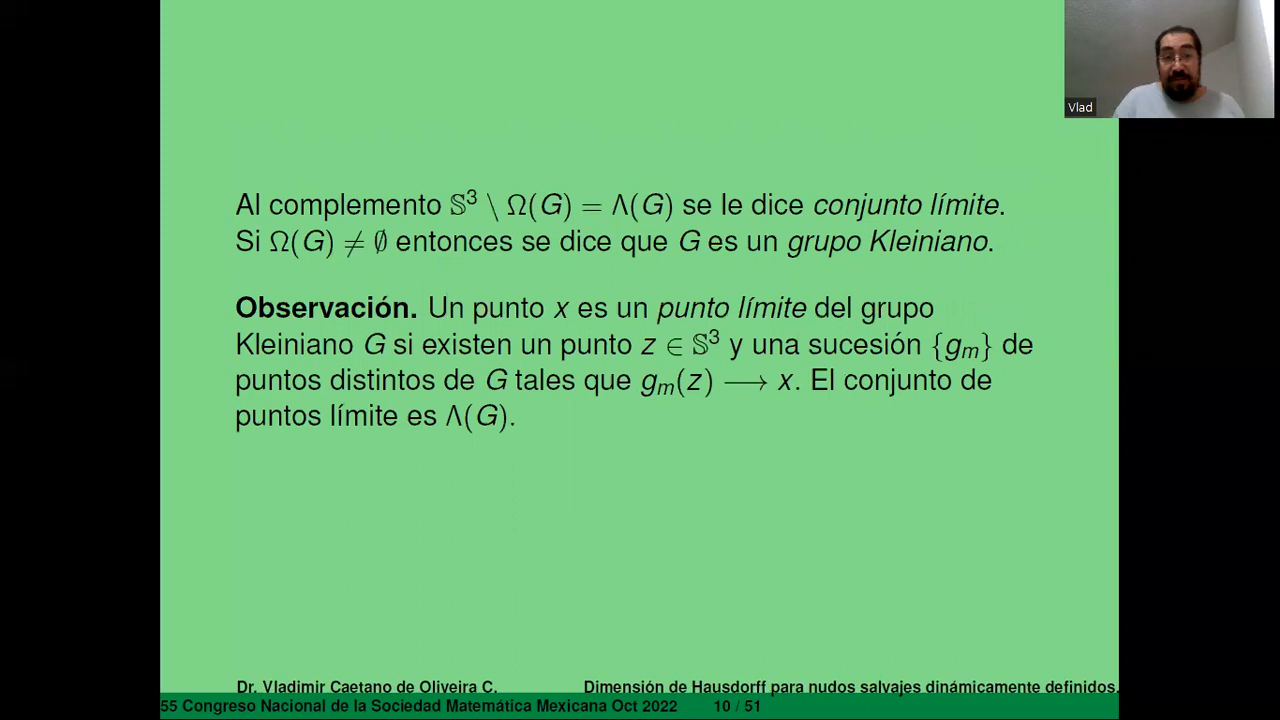 Vlad
Al complemento 𝕊³ \ Ω(G) = Λ(G) se le dice conjunto límite.
Si Ω(G) ≠ ∅ entonces se dice que G es un grupo Kleiniano.
Observación. Un punto x es un punto límite del grupo
Kleiniano G si existen un punto z ∈ 𝕊³ y una sucesión {gₘ} de
puntos distintos de G tales que gₘ(z) ⟶ x. El conjunto de
puntos límite es Λ(G).
Dr. Vladimir Caetano de Oliveira C. Dimensión de Hausdorff para nudos salvajes dinámicamente definidos.
55 Congreso Nacional de la Sociedad Matemática Mexicana Oct 2022 10 / 51